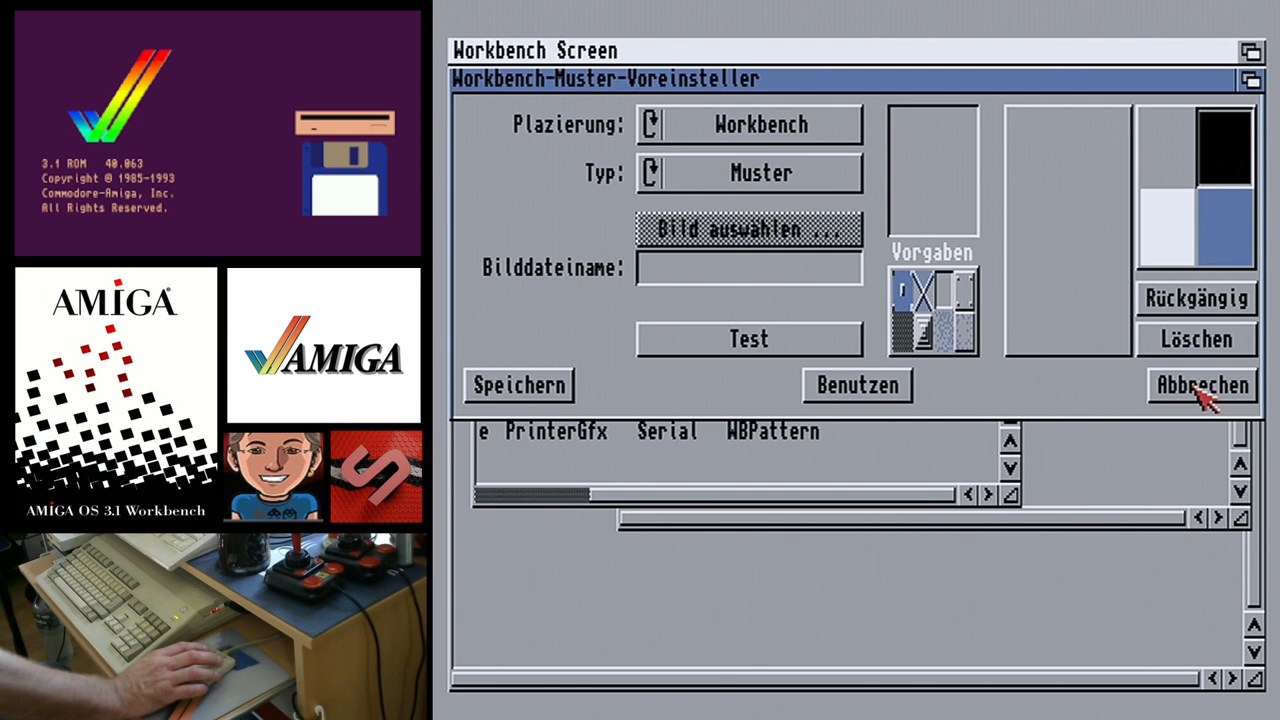 3.1 ROM 40.063
Copyright © 1985-1993
Commodore-Amiga, Inc.
All Rights Reserved.
AMIGA
AMIGA OS 3.1 Workbench
AMIGA
S
Workbench Screen
Workbench-Muster-Voreinsteller
Plazierung: Workbench
Typ: Muster
Bild auswählen ...
Bilddateiname:
Test
Vorgaben
Rückgängig
Löschen
Speichern Benutzen Abbrechen
e PrinterGfx Serial WBPattern